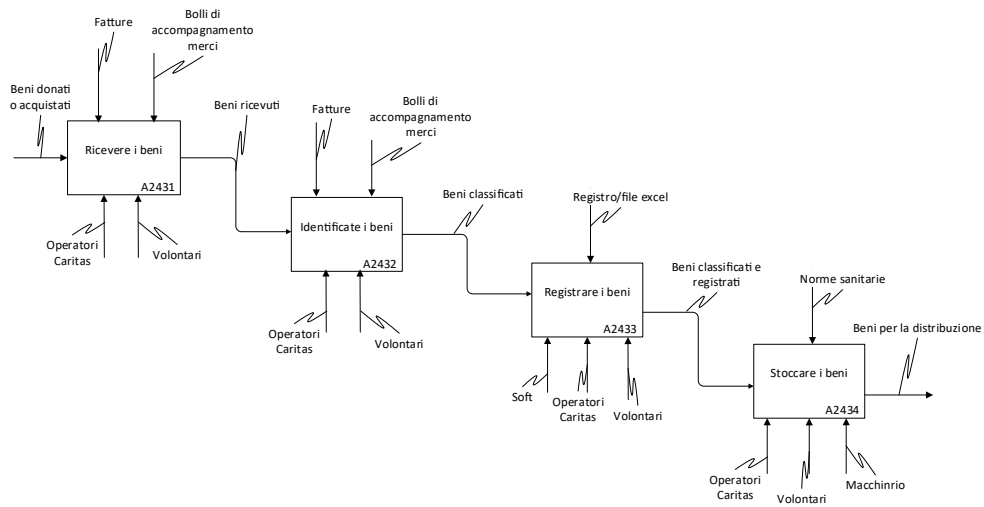 Fatture
Bolli di
accompagnamento
merci
Beni donati
o acquistati
Ricevere i beni
A2431
Operatori
Caritas
Volontari
Beni ricevuti
Fatture
Bolli di
accompagnamento
merci
Identificate i beni
A2432
Operatori
Caritas
Volontari
Beni classificati
Registro/file excel
Registrare i beni
A2433
Soft
Operatori
Caritas
Volontari
Beni classificati e
registrati
Norme sanitarie
Stoccare i beni
A2434
Operatori
Caritas
Volontari
Macchinrio
Beni per la distribuzione